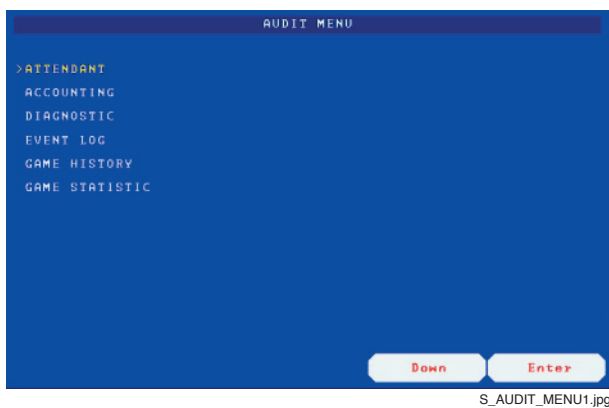 AUDIT MENU
>ATTENDANT
ACCOUNTING
DIAGNOSTIC
EVENT LOG
GAME HISTORY
GAME STATISTIC
Down Enter
S_AUDIT_MENU1.jpg